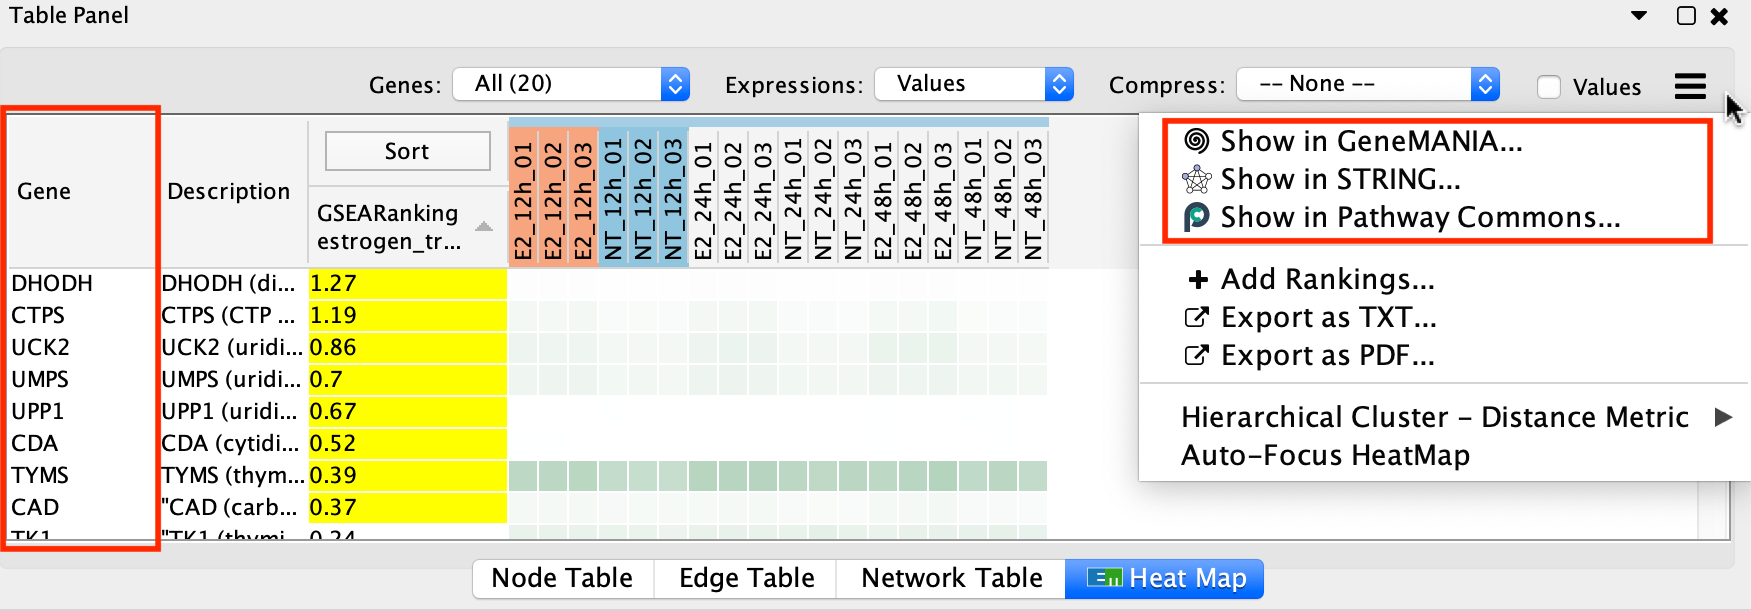 Table Panel
Genes: All (20) Expressions: Values Compress: -- None -- Values
Show in GeneMANIA...
Show in STRING...
Show in Pathway Commons...
Add Rankings...
Export as TXT...
Export as PDF...
Hierarchical Cluster - Distance Metric
Auto-Focus HeatMap
Gene Description Sort
GSEARanking
estrogen_tr...
E2_12h_01
E2_12h_02
E2_12h_03
NT_12h_01
NT_12h_02
NT_12h_03
E2_24h_01
E2_24h_02
E2_24h_03
NT_24h_01
NT_24h_02
NT_24h_03
E2_48h_01
E2_48h_02
E2_48h_03
NT_48h_01
NT_48h_02
NT_48h_03
DHODH DHODH (di... 1.27
CTPS CTPS (CTP ... 1.19
UCK2 UCK2 (uridi... 0.86
UMPS UMPS (uridi... 0.7
UPP1 UPP1 (uridi... 0.67
CDA CDA (cytidi... 0.52
TYMS TYMS (thym... 0.39
CAD "CAD (carb... 0.37
TK1 "TK1 (thymi... 0.24
Node Table Edge Table Network Table Heat Map